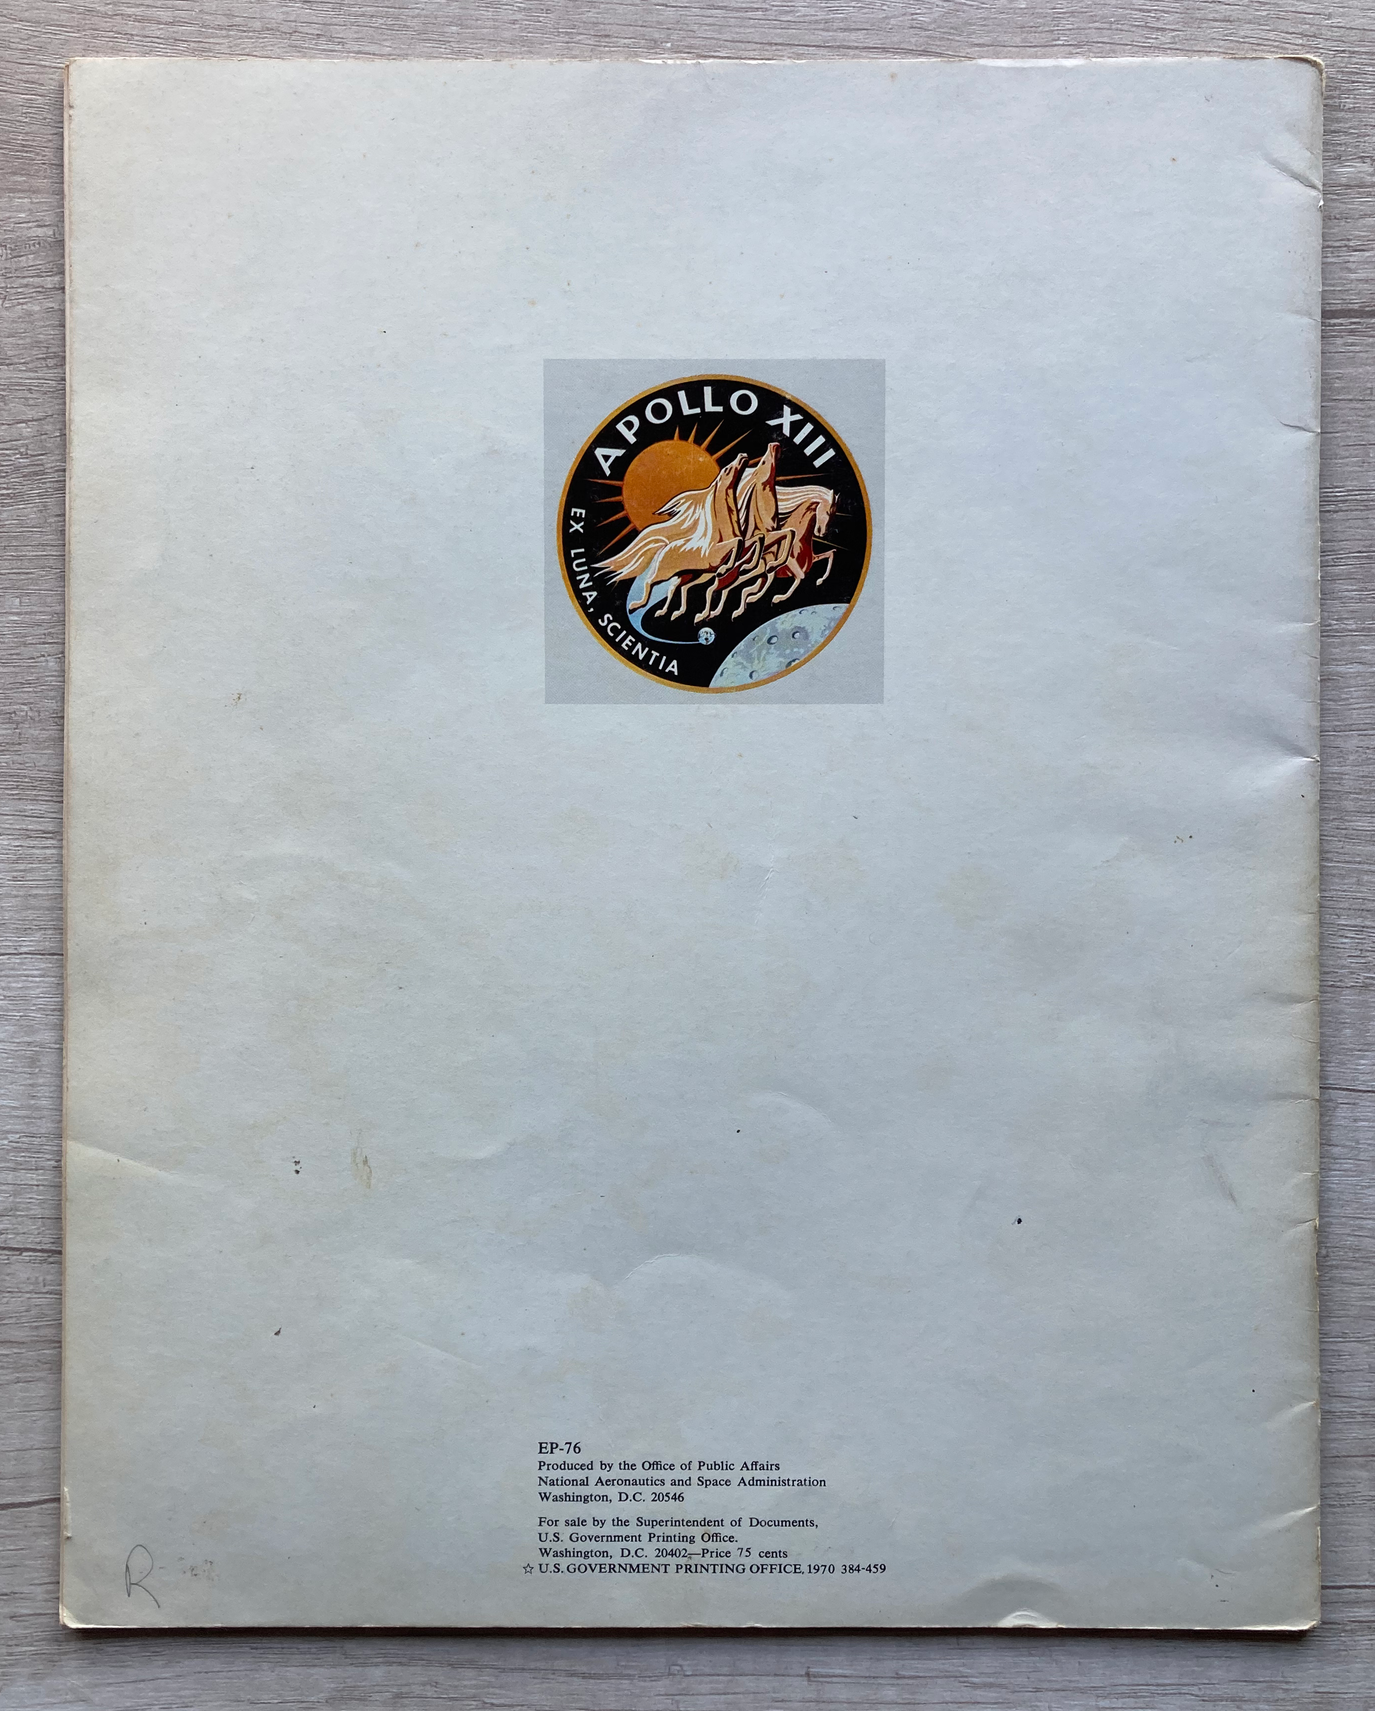 APOLLO XIII
EX LUNA, SCIENTIA
EP-76
Produced by the Office of Public Affairs
National Aeronautics and Space Administration
Washington, D.C. 20546
For sale by the Superintendent of Documents,
U.S. Government Printing Office.
Washington, D.C. 20402—Price 75 cents
☆ U.S. GOVERNMENT PRINTING OFFICE, 1970 384-459
R